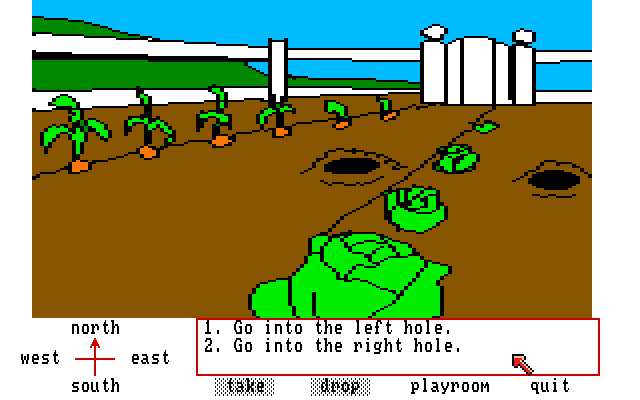 north
west east
south
1. Go into the left hole.
2. Go into the right hole.
take drop playroom quit